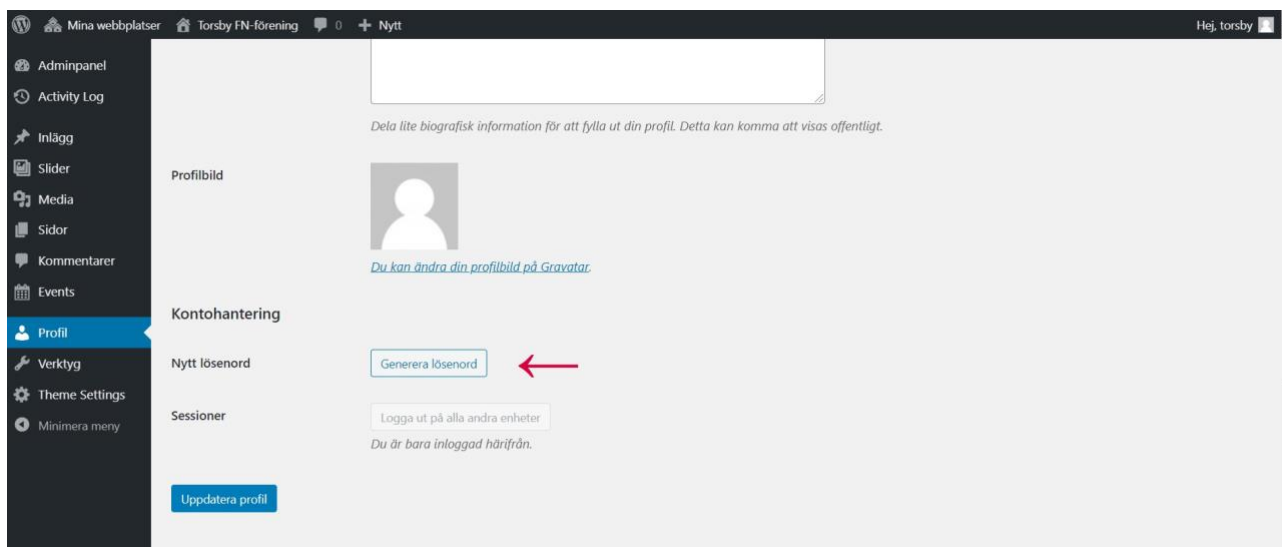 Mina webbplatser Torsby FN-förening 0 Nytt Hej, torsby
Adminpanel
Activity Log
Inlägg
Slider
Media
Sidor
Kommentarer
Events
Profil
Verktyg
Theme Settings
Minimera meny
Dela lite biografisk information för att fylla ut din profil. Detta kan komma att visas offentligt.
Profilbild
Du kan ändra din profilbild på Gravatar.
Kontohantering
Nytt lösenord Generera lösenord
Sessioner Logga ut på alla andra enheter
Du är bara inloggad härifrån.
Uppdatera profil